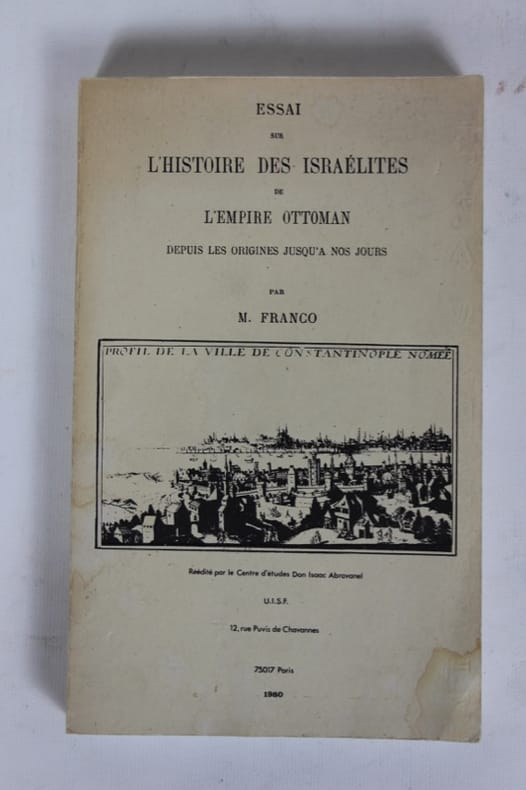 ESSAI
SUR
L'HISTOIRE DES ISRAÉLITES
DE
L'EMPIRE OTTOMAN
DEPUIS LES ORIGINES JUSQU'A NOS JOURS
PAR
M. FRANCO
PROFIL DE LA VILLE DE CONSTANTINOPLE NOMEE
Réédité par le Centre d'études Don Isaac Abravanel
U.I.S.F.
12, rue Puvis de Chavannes
75017 Paris
1980